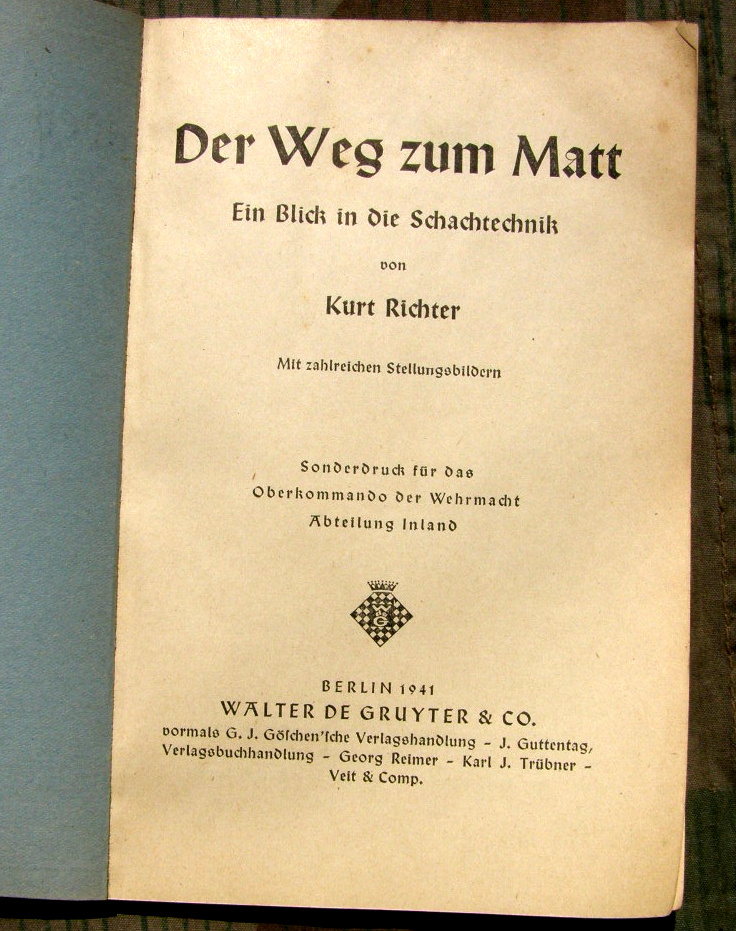 Der Weg zum Matt
Ein Blick in die Schachtechnik
von
Kurt Richter
Mit zahlreichen Stellungsbildern
Sonderdruck für das
Oberkommando der Wehrmacht
Abteilung Inland
W
G
BERLIN 1941
WALTER DE GRUYTER & CO.
vormals G. J. Göſchen'ſche Verlagshandlung – J. Guttentag,
Verlagsbuchhandlung – Georg Reimer – Karl J. Trübner –
Veit & Comp.